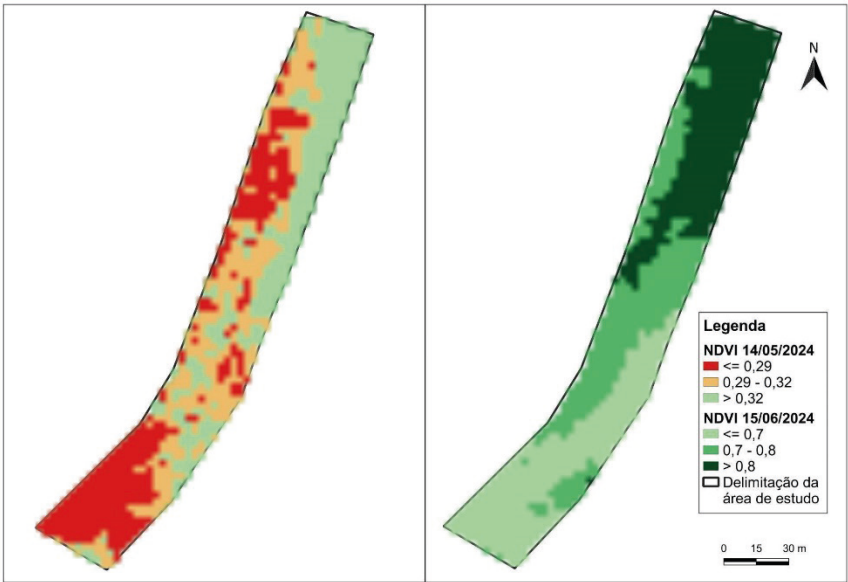 N
Legenda
NDVI 14/05/2024
<= 0,29
0,29 - 0,32
> 0,32
NDVI 15/06/2024
<= 0,7
0,7 - 0,8
> 0,8
Delimitação da
área de estudo
0 15 30 m